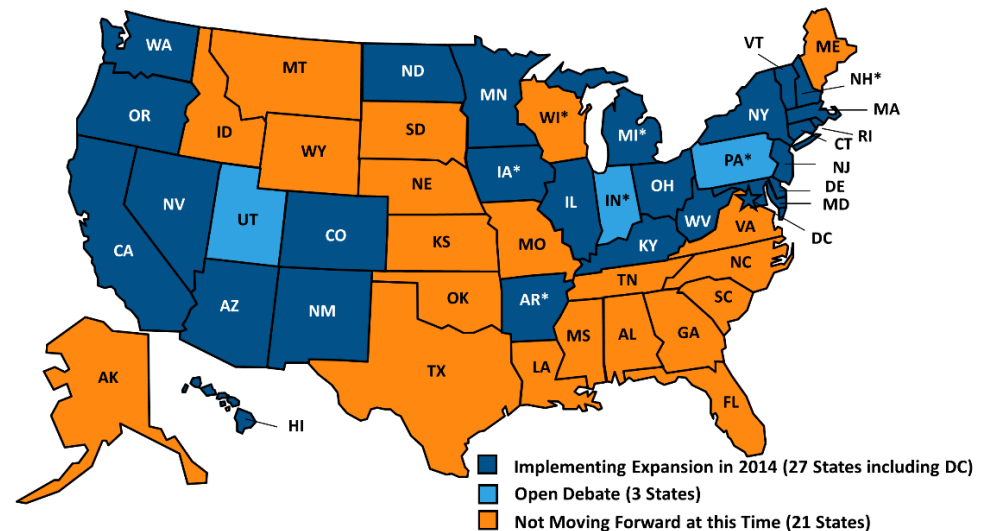 WA
MT
ND
MN
VT
ME
NH*
OR
ID
SD
WI*
MI*
NY
MA
WY
RI
CT
IA*
PA*
NJ
NE
DE
NV
UT
IL
IN*
OH
MD
CO
WV
VA
DC
CA
KS
MO
KY
NC
TN
AZ
NM
OK
AR*
SC
MS
AL
GA
TX
LA
AK
FL
HI
Implementing Expansion in 2014 (27 States including DC)
Open Debate (3 States)
Not Moving Forward at this Time (21 States)